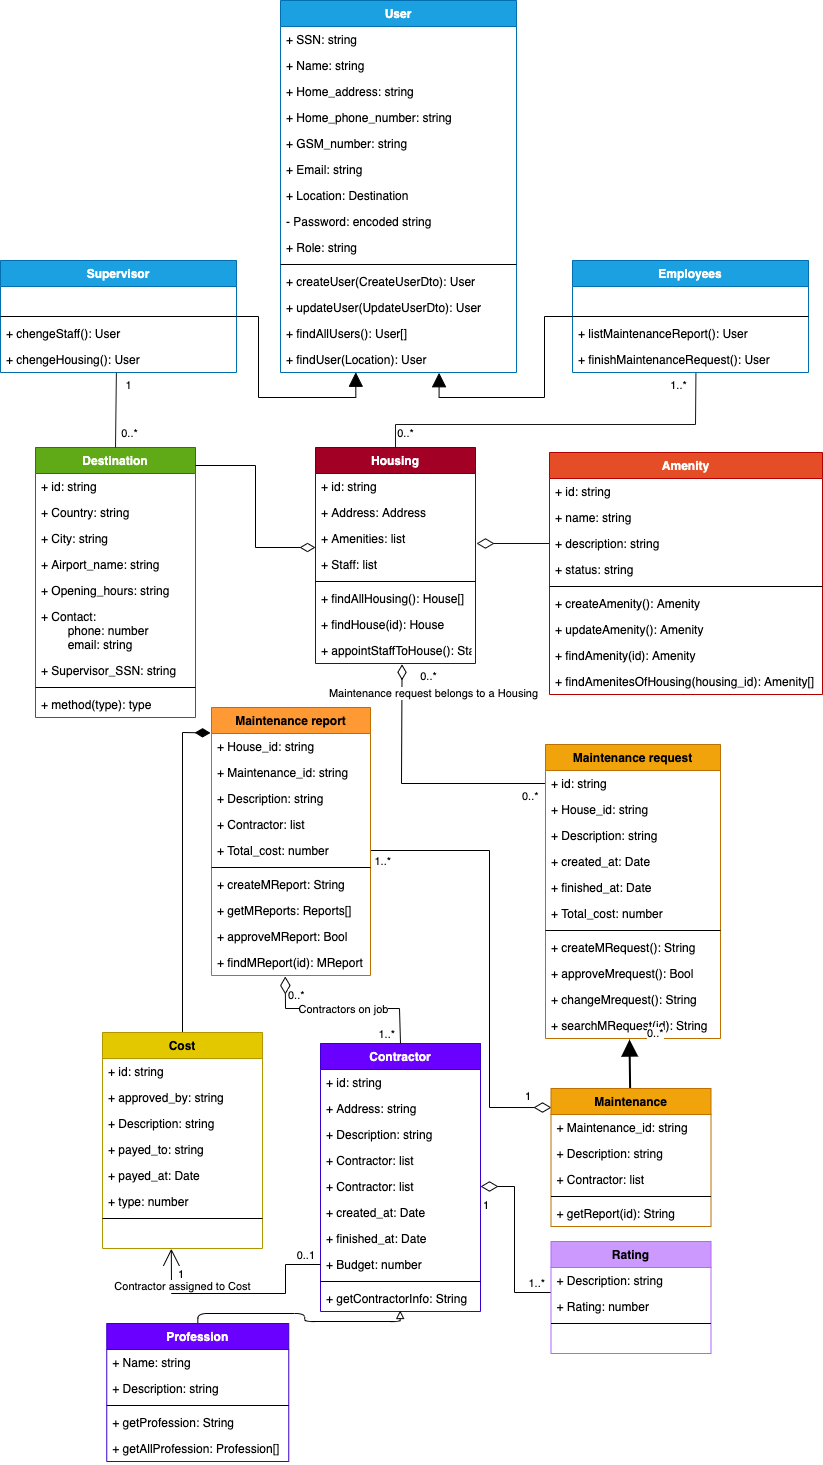 User
+ SSN: string
+ Name: string
+ Home_address: string
+ Home_phone_number: string
+ GSM_number: string
+ Email: string
+ Location: Destination
- Password: encoded string
+ Role: string
+ createUser(CreateUserDto): User
+ updateUser(UpdateUserDto): User
+ findAllUsers(): User[]
+ findUser(Location): User
Supervisor
+ chengeStaff(): User
+ chengeHousing(): User
Employees
+ listMaintenanceReport(): User
+ finishMaintenanceRequest(): User
1
0..*
1..*
0..*
Destination
+ id: string
+ Country: string
+ City: string
+ Airport_name: string
+ Opening_hours: string
+ Contact:
phone: number
email: string
+ Supervisor_SSN: string
+ method(type): type
Housing
+ id: string
+ Address: Address
+ Amenities: list
+ Staff: list
+ findAllHousing(): House[]
+ findHouse(id): House
+ appointStaffToHouse(): Sta
Amenity
+ id: string
+ name: string
+ description: string
+ status: string
+ createAmenity(): Amenity
+ updateAmenity(): Amenity
+ findAmenity(id): Amenity
+ findAmenitesOfHousing(housing_id): Amenity[]
0..*
Maintenance request belongs to a Housing
0..*
Maintenance report
+ House_id: string
+ Maintenance_id: string
+ Description: string
+ Contractor: list
+ Total_cost: number
+ createMReport: String
+ getMReports: Reports[]
+ approveMReport: Bool
+ findMReport(id): MReport
1..*
Maintenance request
+ id: string
+ House_id: string
+ Description: string
+ created_at: Date
+ finished_at: Date
+ Total_cost: number
+ createMRequest(): String
+ approveMrequest(): Bool
+ changeMrequest(): String
+ searchMRequest(id): String
0..*
0..*
Contractors on job
1..*
Cost
+ id: string
+ approved_by: string
+ Description: string
+ payed_to: string
+ payed_at: Date
+ type: number
Contractor
+ id: string
+ Address: string
+ Description: string
+ Contractor: list
+ Contractor: list
+ created_at: Date
+ finished_at: Date
+ Budget: number
+ getContractorInfo: String
1
Maintenance
+ Maintenance_id: string
+ Description: string
+ Contractor: list
+ getReport(id): String
1
1..*
Rating
+ Description: string
+ Rating: number
0..1
1
Contractor assigned to Cost
Profession
+ Name: string
+ Description: string
+ getProfession: String
+ getAllProfession: Profession[]